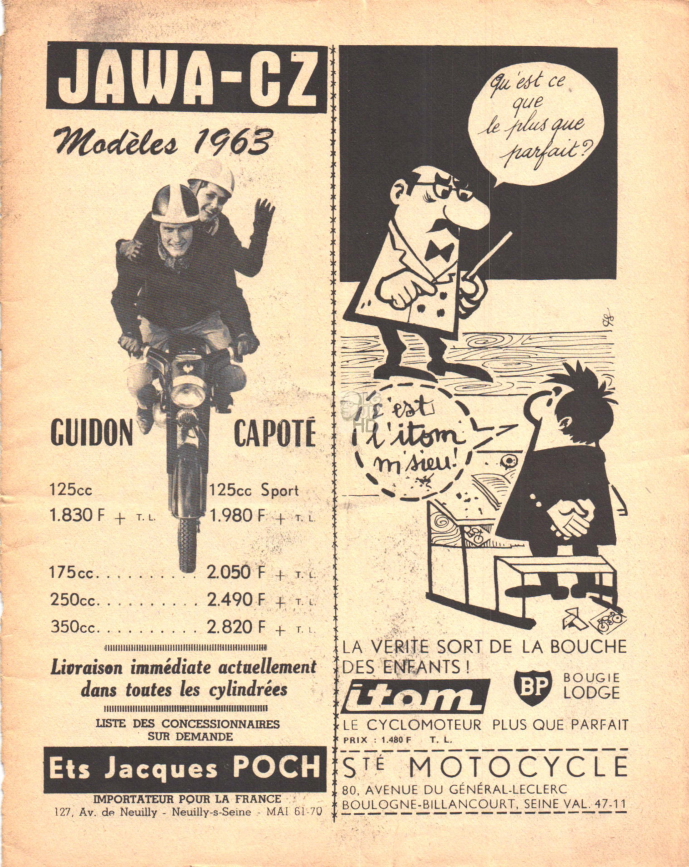 JAWA-CZ
Modèles 1963
GUIDON CAPOTÉ
125cc 125cc Sport
1.830 F + T. L. 1.980 F + T. L.
175cc. . . . . . . . . . 2.050 F + T. L.
250cc. . . . . . . . . . 2.490 F + T. L.
350cc. . . . . . . . . . 2.820 F + T. L.
Livraison immédiate actuellement
dans toutes les cylindrées
LISTE DES CONCESSIONNAIRES
SUR DEMANDE
Ets Jacques POCH
IMPORTATEUR POUR LA FRANCE
127, Av. de Neuilly - Neuilly-s-Seine - MAI 61-70
Qu'est ce
que
le plus que
parfait?
c'est
l'itom
m'sieu!
LA VERITE SORT DE LA BOUCHE
DES ENFANTS !
itom
BP BOUGIE
LODGE
LE CYCLOMOTEUR PLUS QUE PARFAIT
PRIX : 1.480 F T. L.
STÉ MOTOCYCLE
80, AVENUE DU GÉNÉRAL-LECLERC
BOULOGNE-BILLANCOURT, SEINE VAL. 47-11